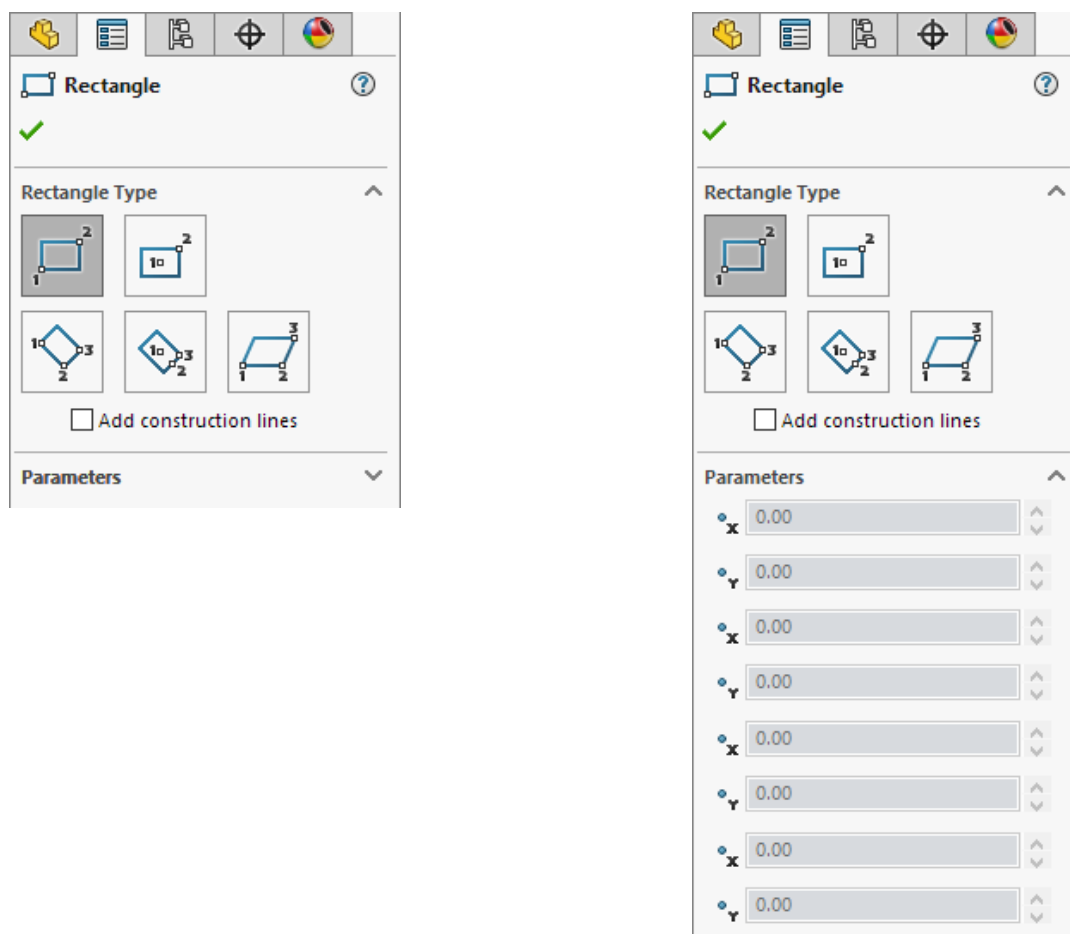 Rectangle
Rectangle Type
2
1
2
1
1
3
2
1
3
2
3
1
2
Add construction lines
Parameters
Rectangle
Rectangle Type
2
1
2
1
1
3
2
1
3
2
3
1
2
Add construction lines
Parameters
X 0.00
Y 0.00
X 0.00
Y 0.00
X 0.00
Y 0.00
X 0.00
Y 0.00